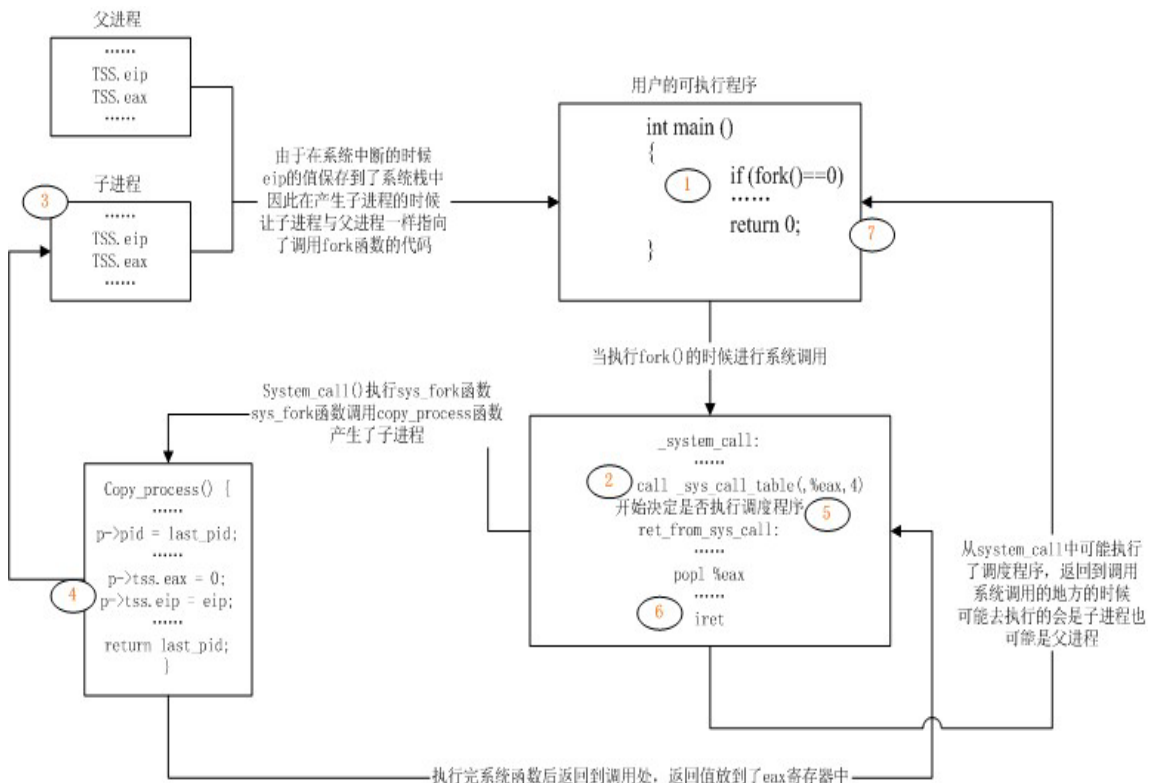 父进程
......
TSS.eip
TSS.eax
......
子进程
3
......
TSS.eip
TSS.eax
......
由于在系统中断的时候
eip的值保存到了系统栈中
因此在产生子进程的时候
让子进程与父进程一样指向
了调用fork函数的代码
用户的可执行程序
int main ()
{
1
if (fork()==0)
......
return 0;
}
7
当执行fork()的时候进行系统调用
System_call()执行sys_fork函数
sys_fork函数调用copy_process函数
产生了子进程
_system_call:
......
2
call _sys_call_table(,%eax,4)
开始决定是否执行调度程序
5
ret_from_sys_call:
......
popl %eax
......
6
iret
Copy_process() {
......
p->pid = last_pid;
......
p->tss.eax = 0;
4
p->tss.eip = eip;
......
return last_pid;
}
从system_call中可能执行
了调度程序，返回到调用
系统调用的地方的时候
可能去执行的会是子进程也
可能是父进程
执行完系统函数后返回到调用处，返回值放到了eax寄存器中